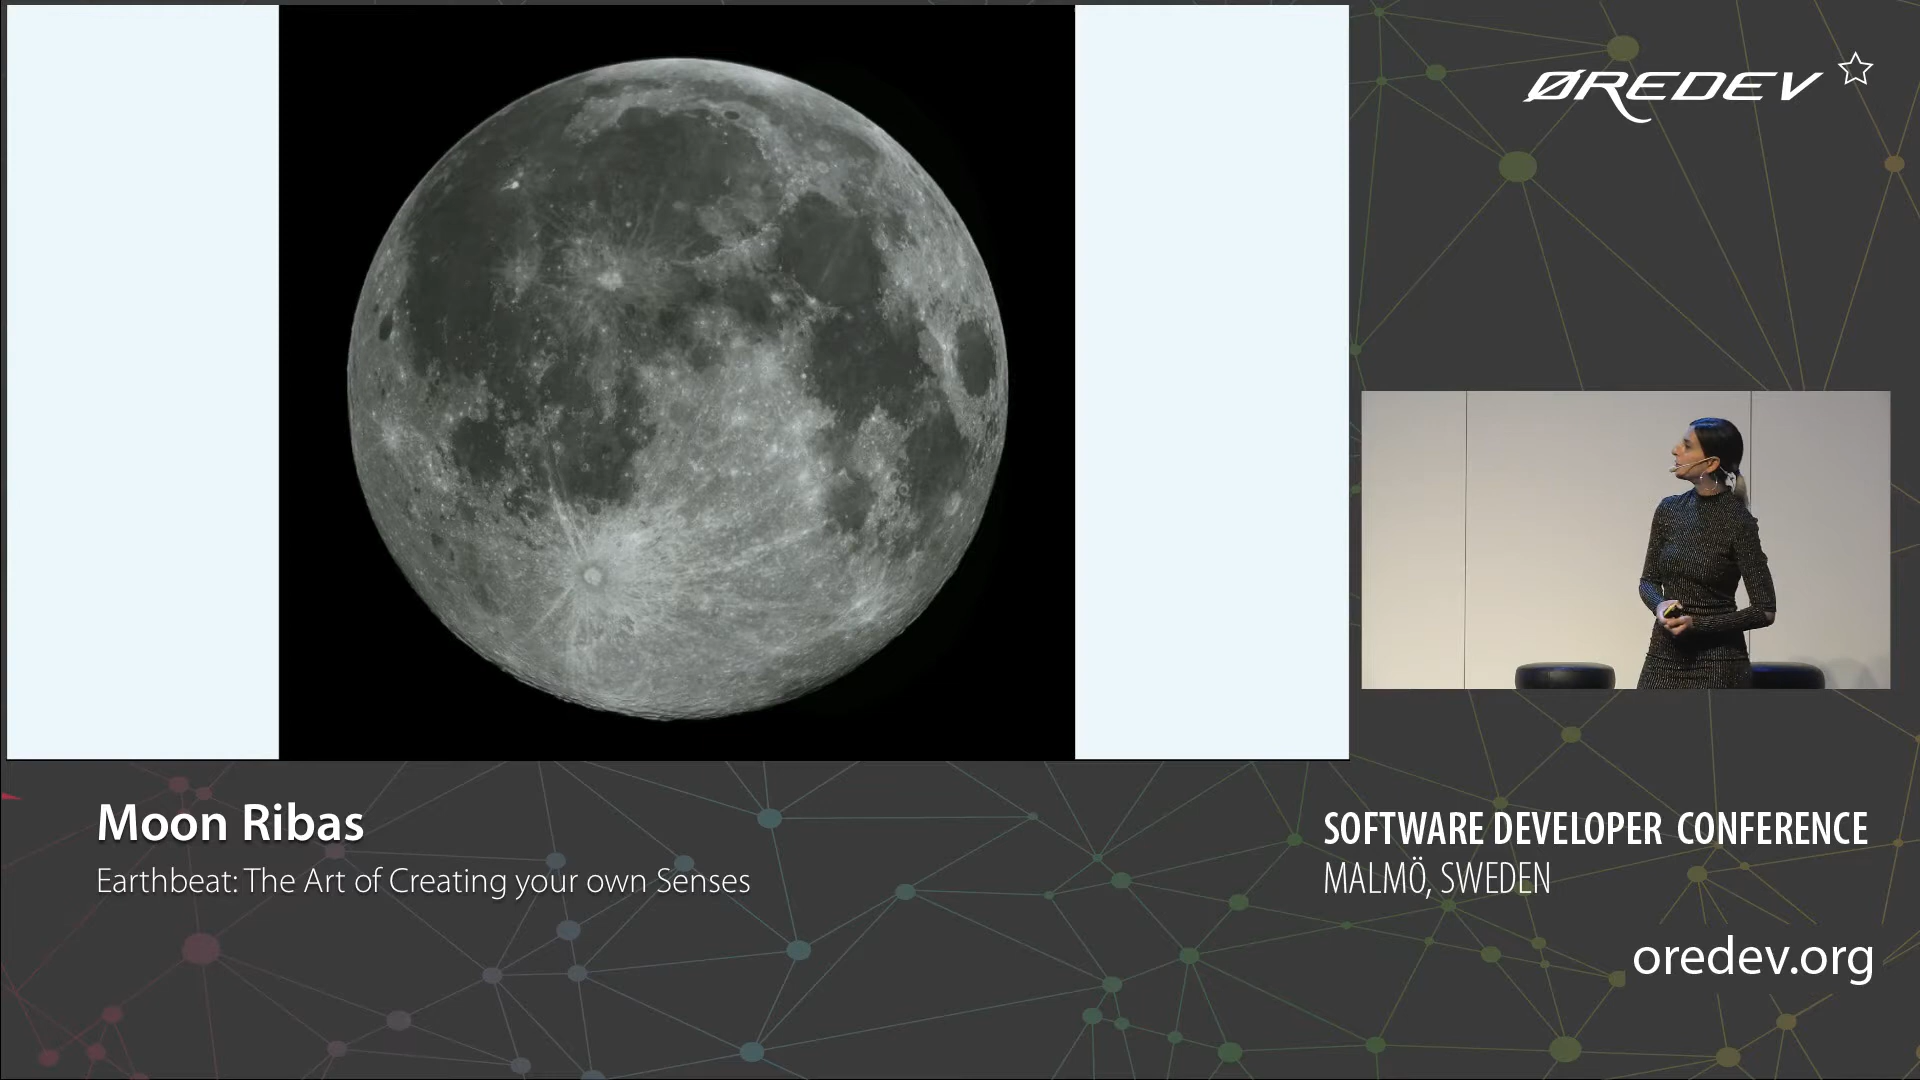 ØREDEV
Moon Ribas
Earthbeat: The Art of Creating your own Senses
SOFTWARE DEVELOPER CONFERENCE
MALMÖ, SWEDEN
oredev.org